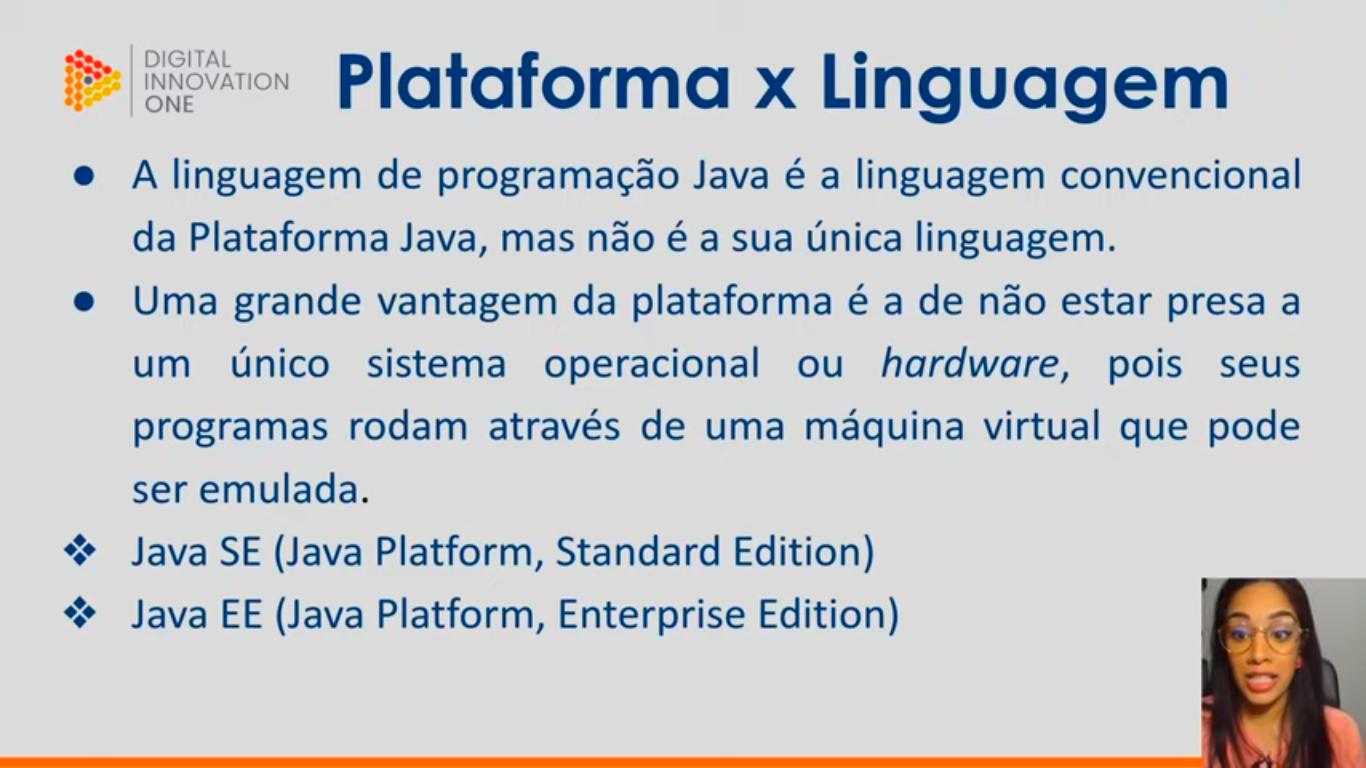 DIGITAL
INNOVATION
ONE
Plataforma x Linguagem
● A linguagem de programação Java é a linguagem convencional
da Plataforma Java, mas não é a sua única linguagem.
● Uma grande vantagem da plataforma é a de não estar presa a
um único sistema operacional ou hardware, pois seus
programas rodam através de uma máquina virtual que pode
ser emulada.
❖ Java SE (Java Platform, Standard Edition)
❖ Java EE (Java Platform, Enterprise Edition)